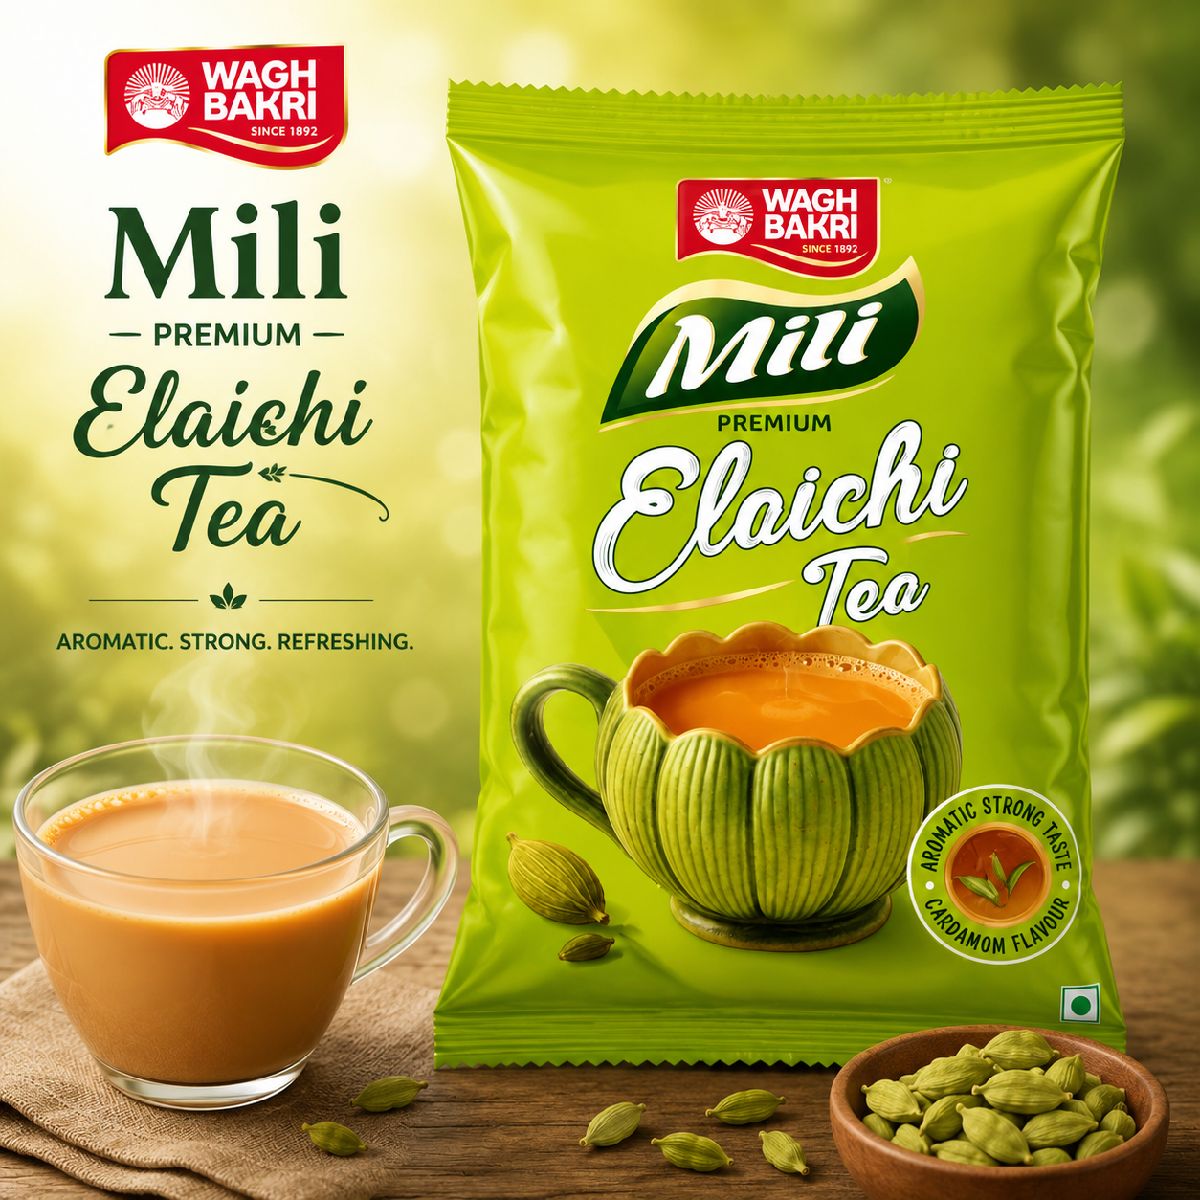 WAGH
BAKRI
SINCE 1892
Mili
PREMIUM
Elaichi
Tea
AROMATIC. STRONG. REFRESHING.
WAGH
BAKRI
SINCE 1892
Mili
PREMIUM
Elaichi
Tea
AROMATIC STRONG TASTE
• CARDAMOM FLAVOUR •